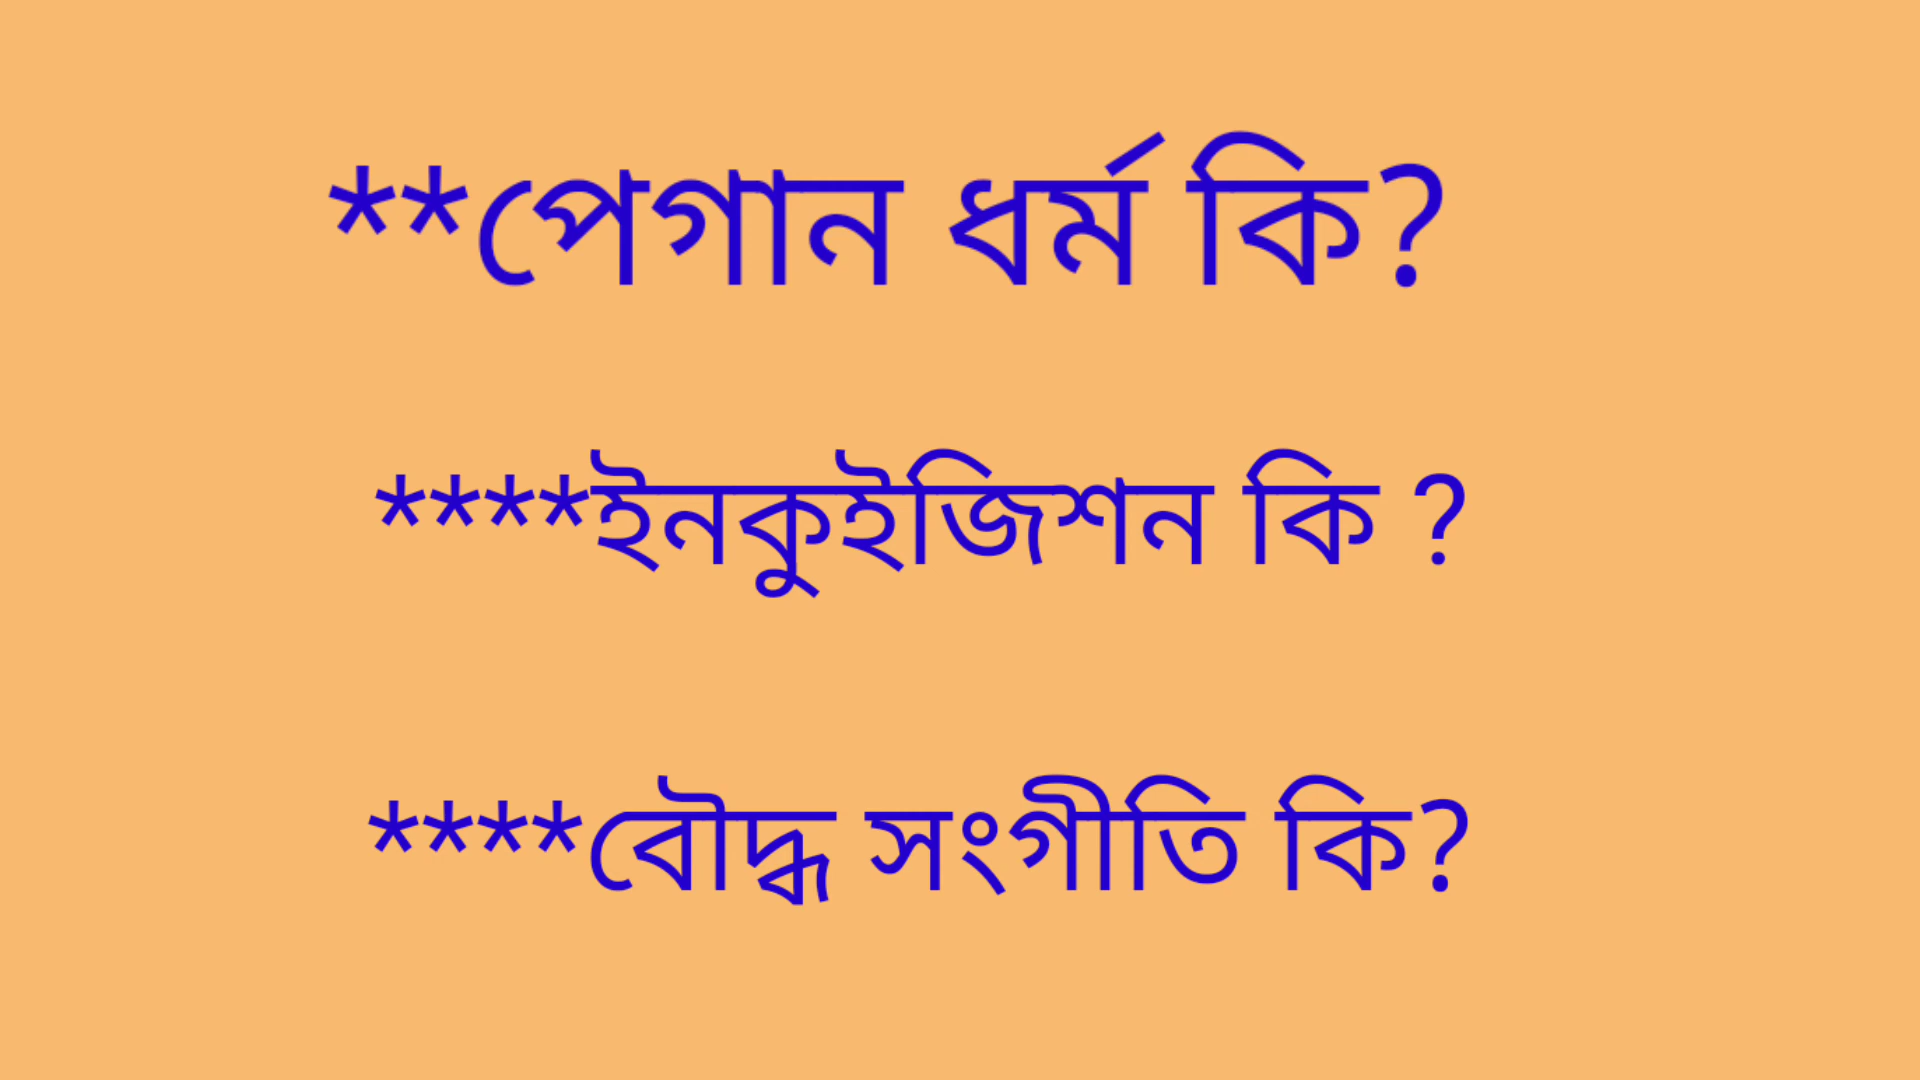 **পেগান ধর্ম কি?
****ইনকুইজিশন কি ?
****বৌদ্ধ সংগীতি কি?